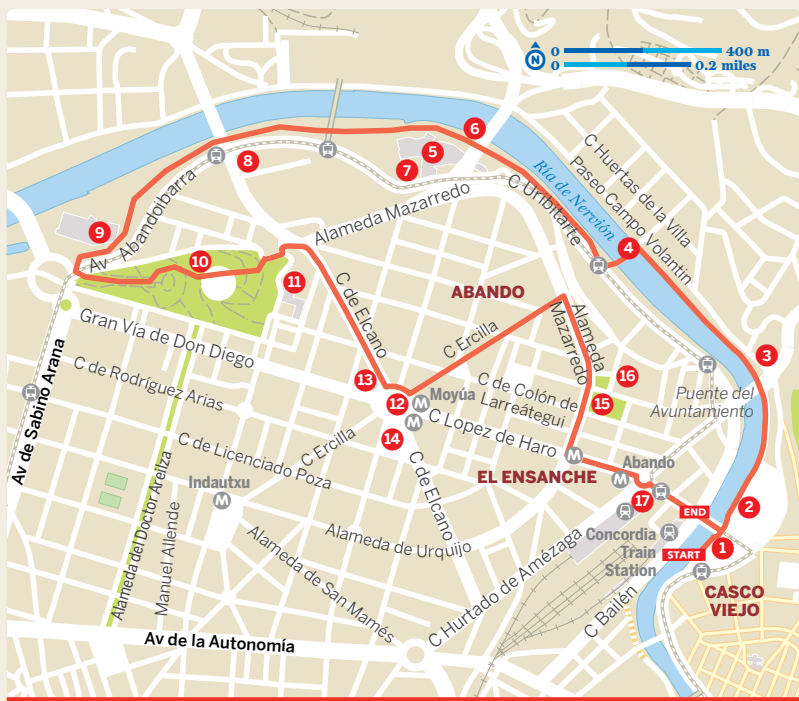 0 400 m
N
0 0.2 miles
6
5
7
8
C Huertas de la Villa
Paseo Campo Volantin
Ría de Nervión
C Uribitarte
4
9
Av Abandoibarra
Alameda Mazarredo
10
11
ABANDO
Gran Vía de Don Diego
C de Elcano
C Ercilla
Alameda Mazarredo
3
C de Rodríguez Arias
13
12
M Moyúa
M
14
C de Colón de Larreátegui
16
15
Puente del
Avuntamiento
Av de Sabino Arana
C de Licenciado Poza
C Ercilla
C Lopez de Haro
M
C de Elcano
EL ENSANCHE
Abando
M
17
END
2
Indautxu
M
Alameda del Doctor Areilza
Manuel Allende
Alameda de Urquijo
Alameda de San Mamés
C Hurtado de Amézaga
Concordia
Train
Station
START
1
C Bailén
CASCO
VIEJO
Av de la Autonomía